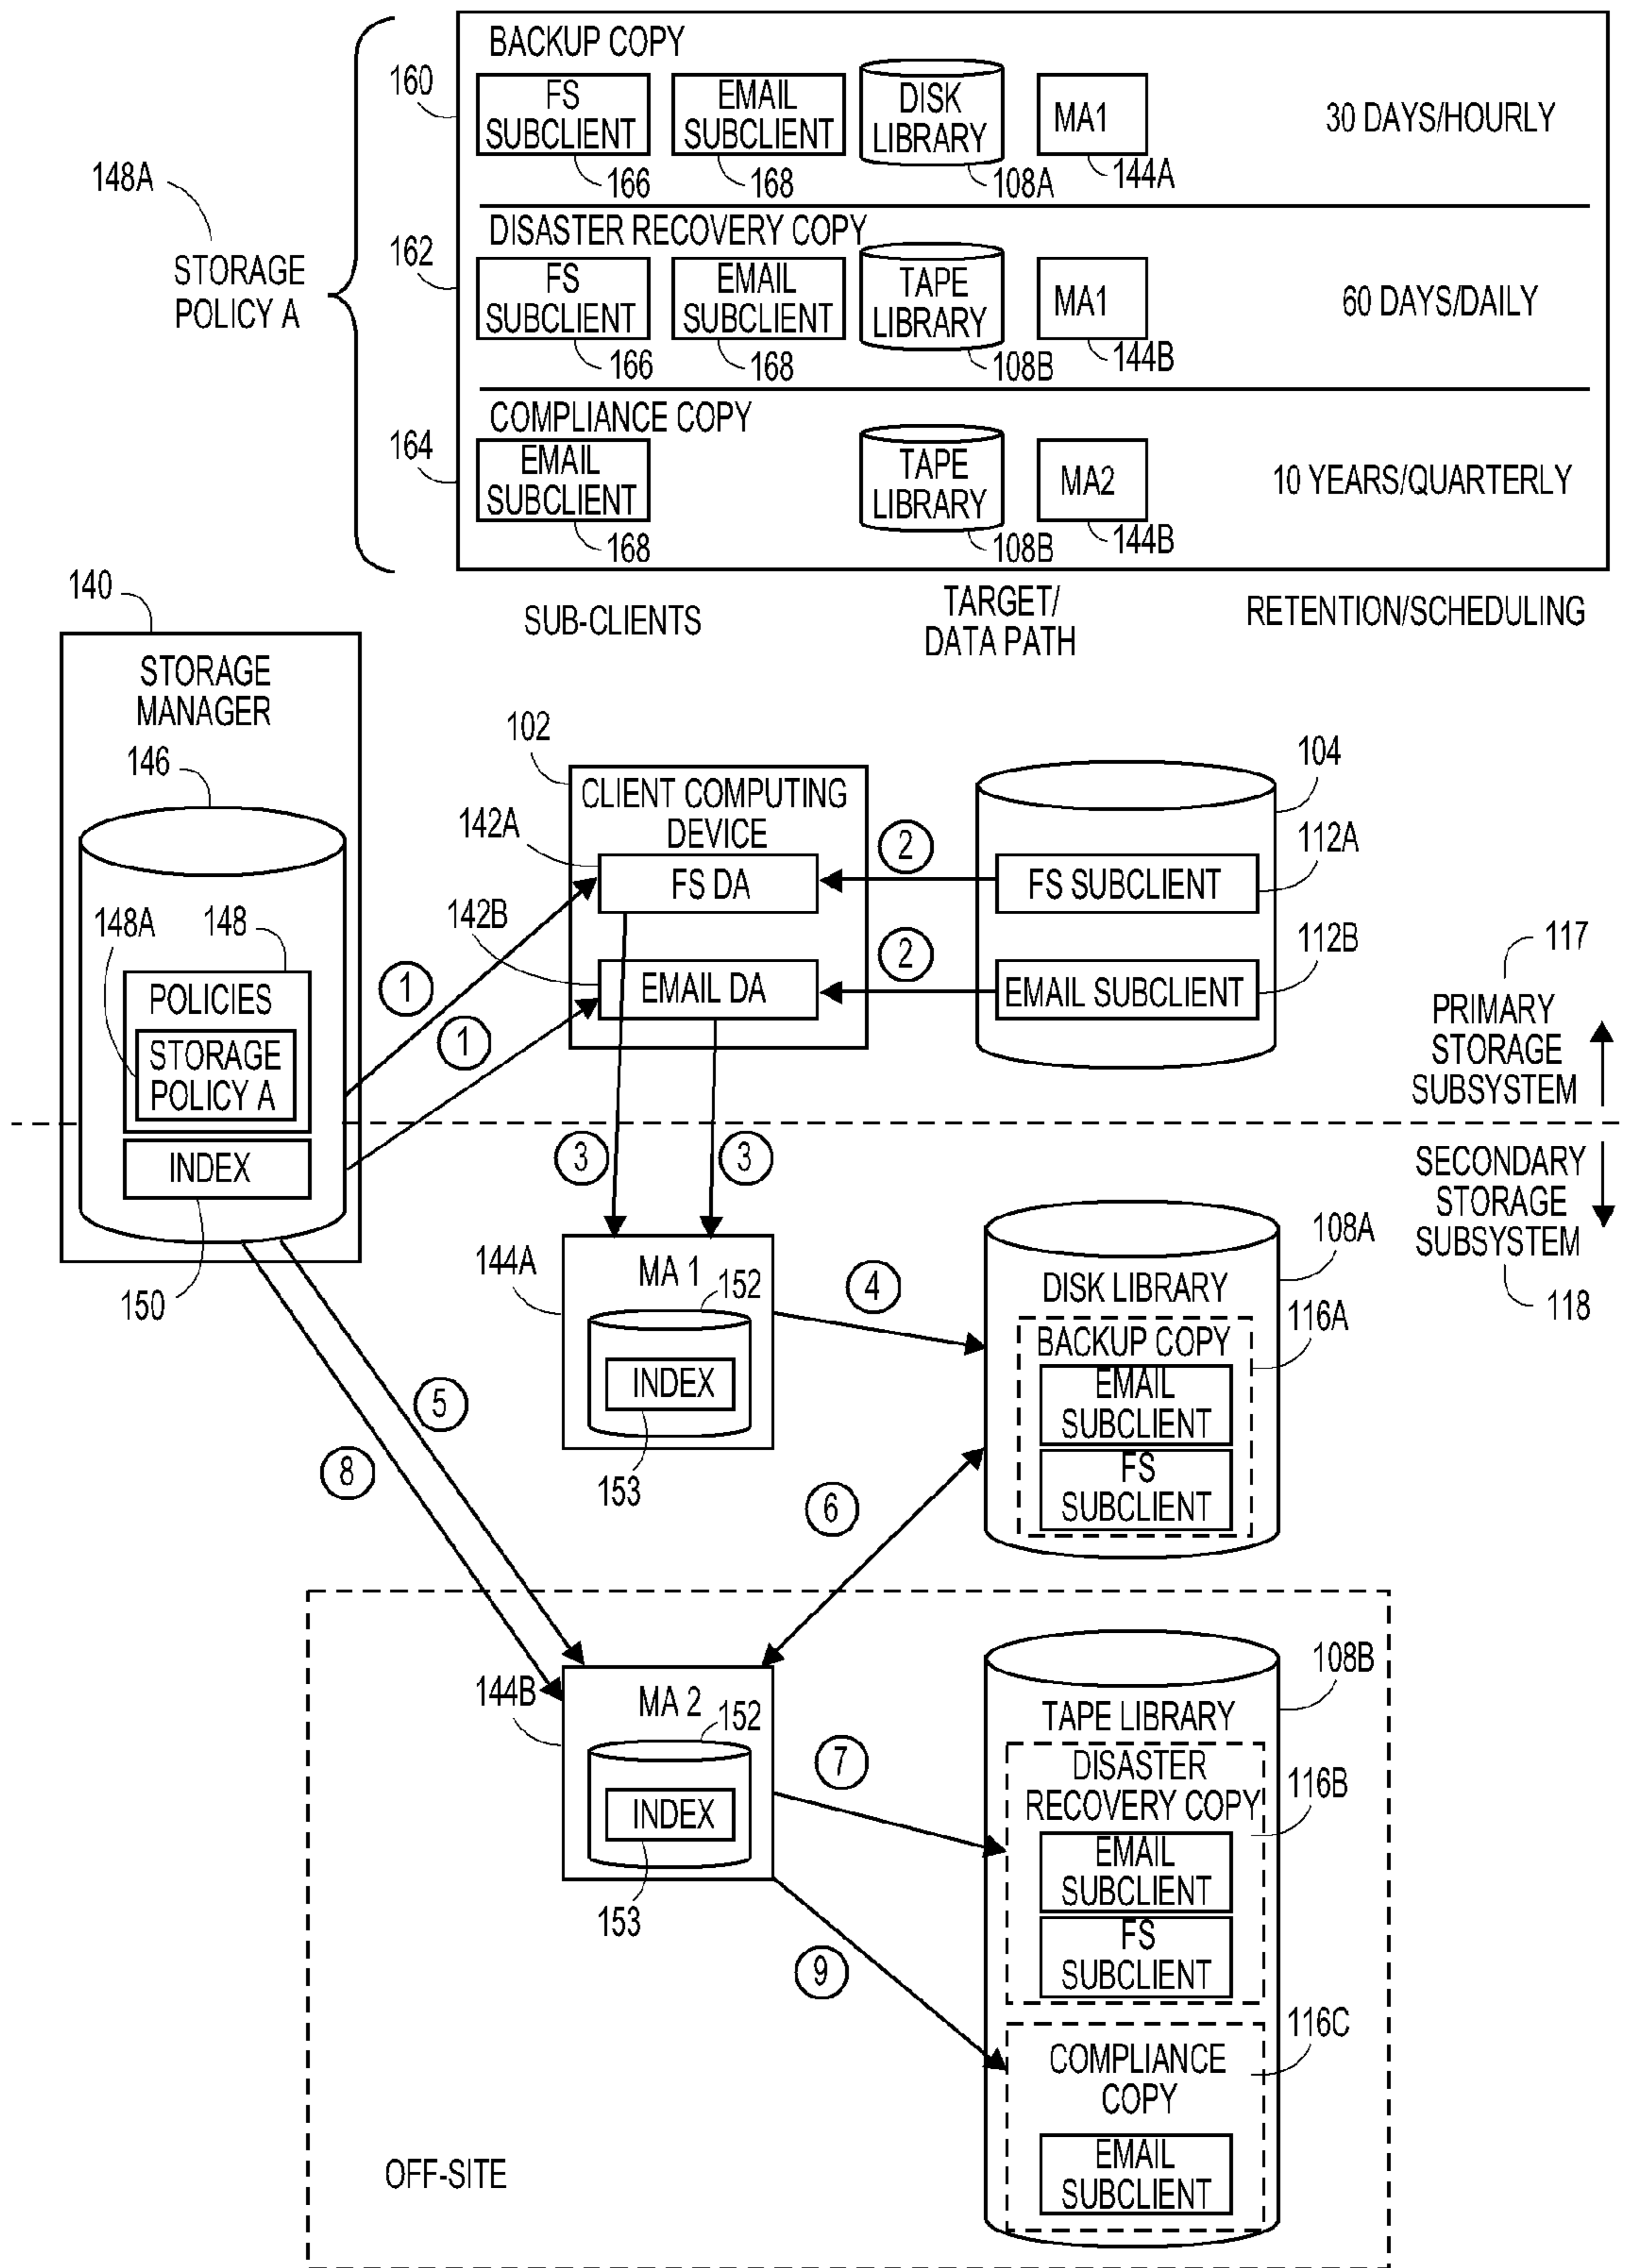 BACKUP COPY
160
FS
SUBCLIENT
166
EMAIL
SUBCLIENT
168
DISK
LIBRARY
108A
MA1
144A
30 DAYS/HOURLY
148A
STORAGE
POLICY A
DISASTER RECOVERY COPY
162
FS
SUBCLIENT
166
EMAIL
SUBCLIENT
168
TAPE
LIBRARY
108B
MA1
144B
60 DAYS/DAILY
COMPLIANCE COPY
164
EMAIL
SUBCLIENT
168
TAPE
LIBRARY
108B
MA2
144B
10 YEARS/QUARTERLY
SUB-CLIENTS
TARGET/
DATA PATH
RETENTION/SCHEDULING
140
STORAGE
MANAGER
146
148A
148
POLICIES
STORAGE
POLICY A
INDEX
150
102
CLIENT COMPUTING
DEVICE
142A
FS DA
142B
EMAIL DA
1
1
2
2
104
FS SUBCLIENT
112A
EMAIL SUBCLIENT
112B
117
PRIMARY
STORAGE
SUBSYSTEM
SECONDARY
STORAGE
SUBSYSTEM
118
3
3
144A
MA 1
152
INDEX
153
4
108A
DISK LIBRARY
116A
BACKUP COPY
EMAIL
SUBCLIENT
FS
SUBCLIENT
5
8
6
144B
MA 2
152
INDEX
153
7
9
108B
TAPE LIBRARY
DISASTER
RECOVERY COPY
116B
EMAIL
SUBCLIENT
FS
SUBCLIENT
116C
COMPLIANCE
COPY
EMAIL
SUBCLIENT
OFF-SITE